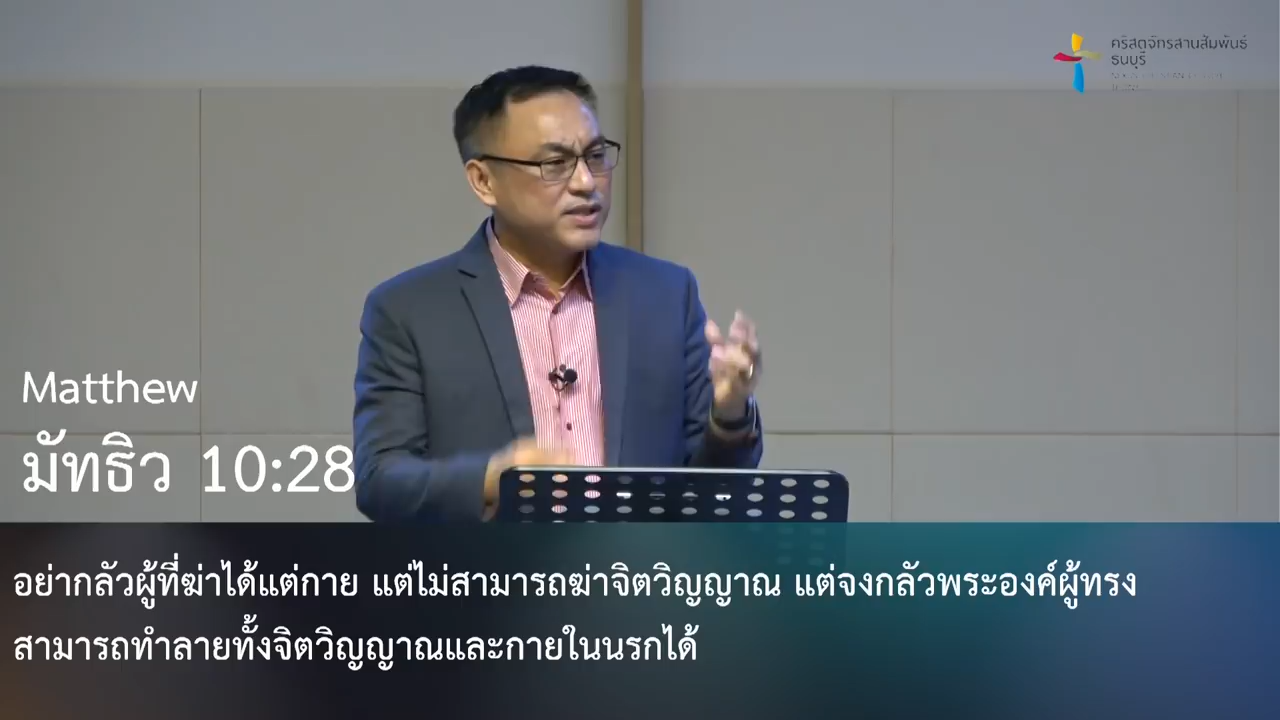 คริสตจักรสานสัมพันธ์
ธนบุรี
Matthew
มัทธิว 10:28
อย่ากลัวผู้ที่ฆ่าได้แต่กาย แต่ไม่สามารถฆ่าจิตวิญญาณ แต่จงกลัวพระองค์ผู้ทรง
สามารถทำลายทั้งจิตวิญญาณและกายในนรกได้